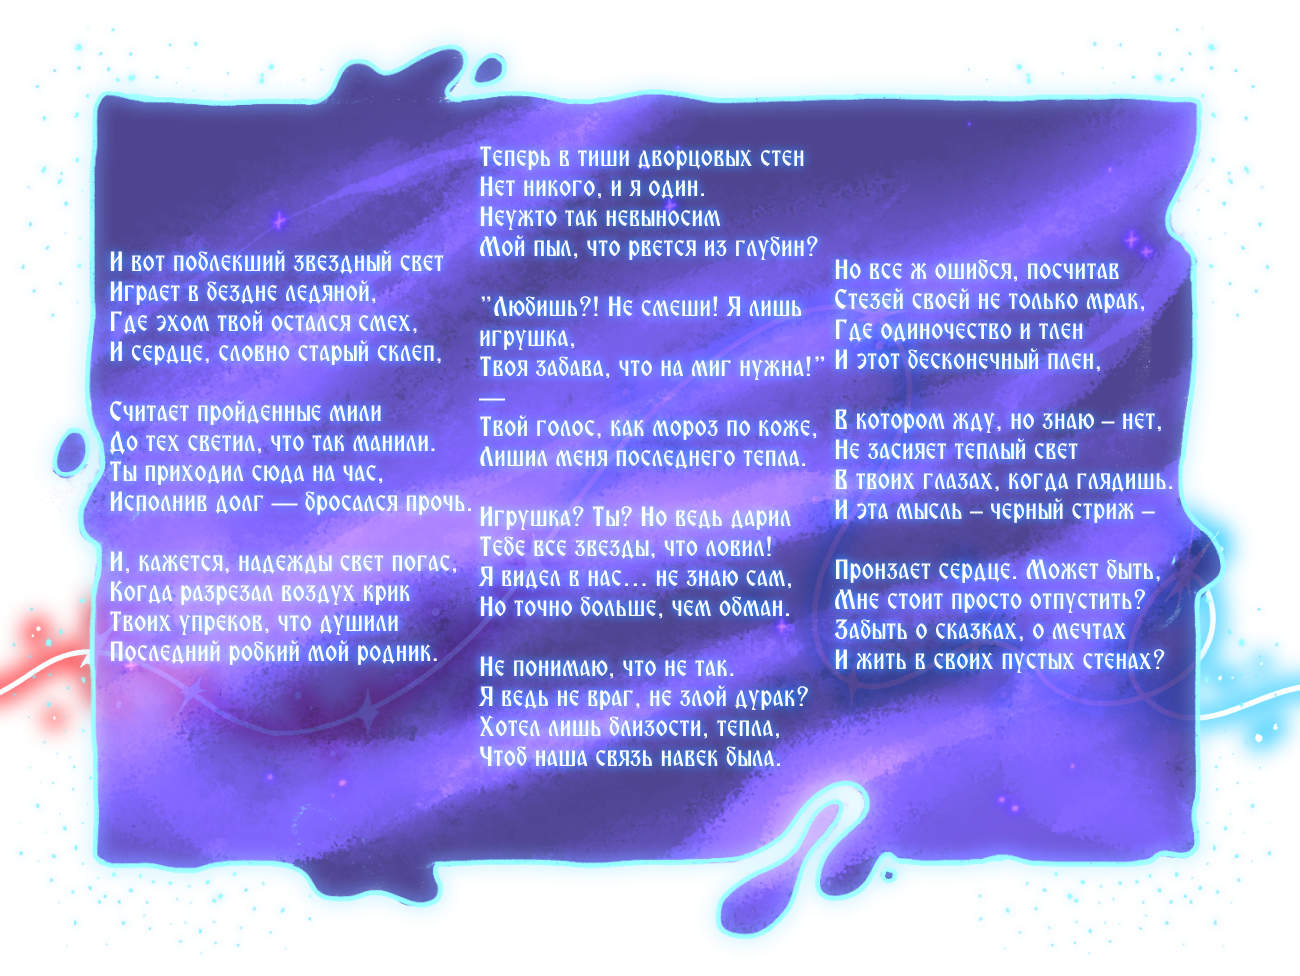 И вот поблекший звездный свет
Играет в бездне ледяной,
Где эхом твой остался смех,
И сердце, словно старый склеп,
Считает пройденные мили
До тех светил, что так манили.
Ты приходил сюда на час,
Исполнив долг — бросался прочь.
И, кажется, надежды свет погас,
Когда разрезал воздух крик
Твоих упреков, что душили
Последний робкий мой родник.
Теперь в тиши дворцовых стен
Нет никого, и я один.
Неужто так невыносим
Мой пыл, что рвется из глубин?
"Любишь?! Не смеши! Я лишь
игрушка,
Твоя забава, что на миг нужна!"
—
Твой голос, как мороз по коже,
Лишил меня последнего тепла.
Игрушка? Ты? Но ведь дарил
Тебе все звезды, что ловил!
Я видел в нас... не знаю сам,
Но точно больше, чем обман.
Не понимаю, что не так.
Я ведь не враг, не злой дурак?
Хотел лишь близости, тепла,
Чтоб наша связь навек была.
Но все ж ошибся, посчитав
Стезей своей не только мрак,
Где одиночество и тлен
И этот бесконечный плен,
В котором жду, но знаю – нет,
Не засияет теплый свет
В твоих глазах, когда глядишь.
И эта мысль – черный стриж –
Пронзает сердце. Может быть,
Мне стоит просто отпустить?
Забыть о сказках, о мечтах
И жить в своих пустых стенах?